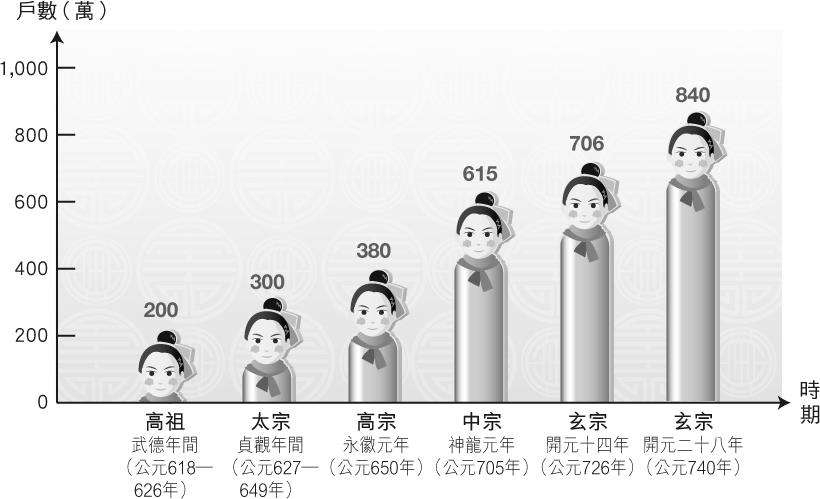 戶數（萬）
1,000
800
600
400
200
0
200
300
380
615
706
840
時期
高祖
武德年間
（公元618—
626年）
太宗
貞觀年間
（公元627—
649年）
高宗
永徽元年
（公元650年）
中宗
神龍元年
（公元705年）
玄宗
開元十四年
（公元726年）
玄宗
開元二十八年
（公元740年）